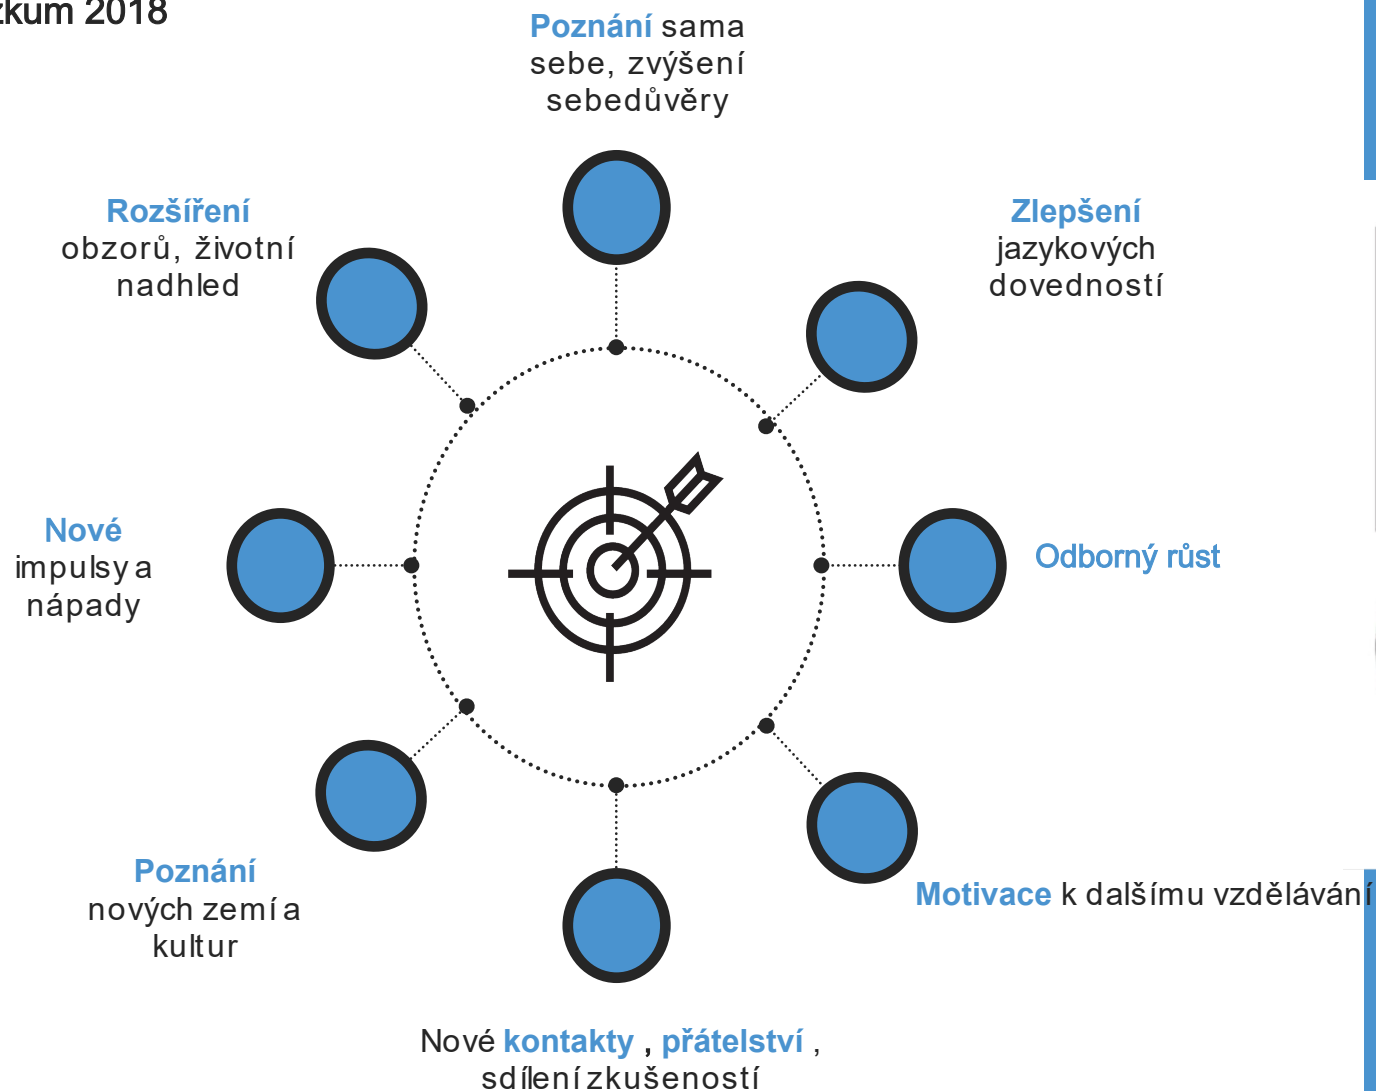 zkum 2018
Poznání sama
sebe, zvýšení
sebedůvěry
Rozšíření
obzorů, životní
nadhled
Zlepšení
jazykových
dovedností
Nové
impulsy a
nápady
Odborný růst
Poznání
nových zemí a
kultur
Motivace k dalšímu vzdělávání
Nové kontakty , přátelství ,
sdílení zkušeností